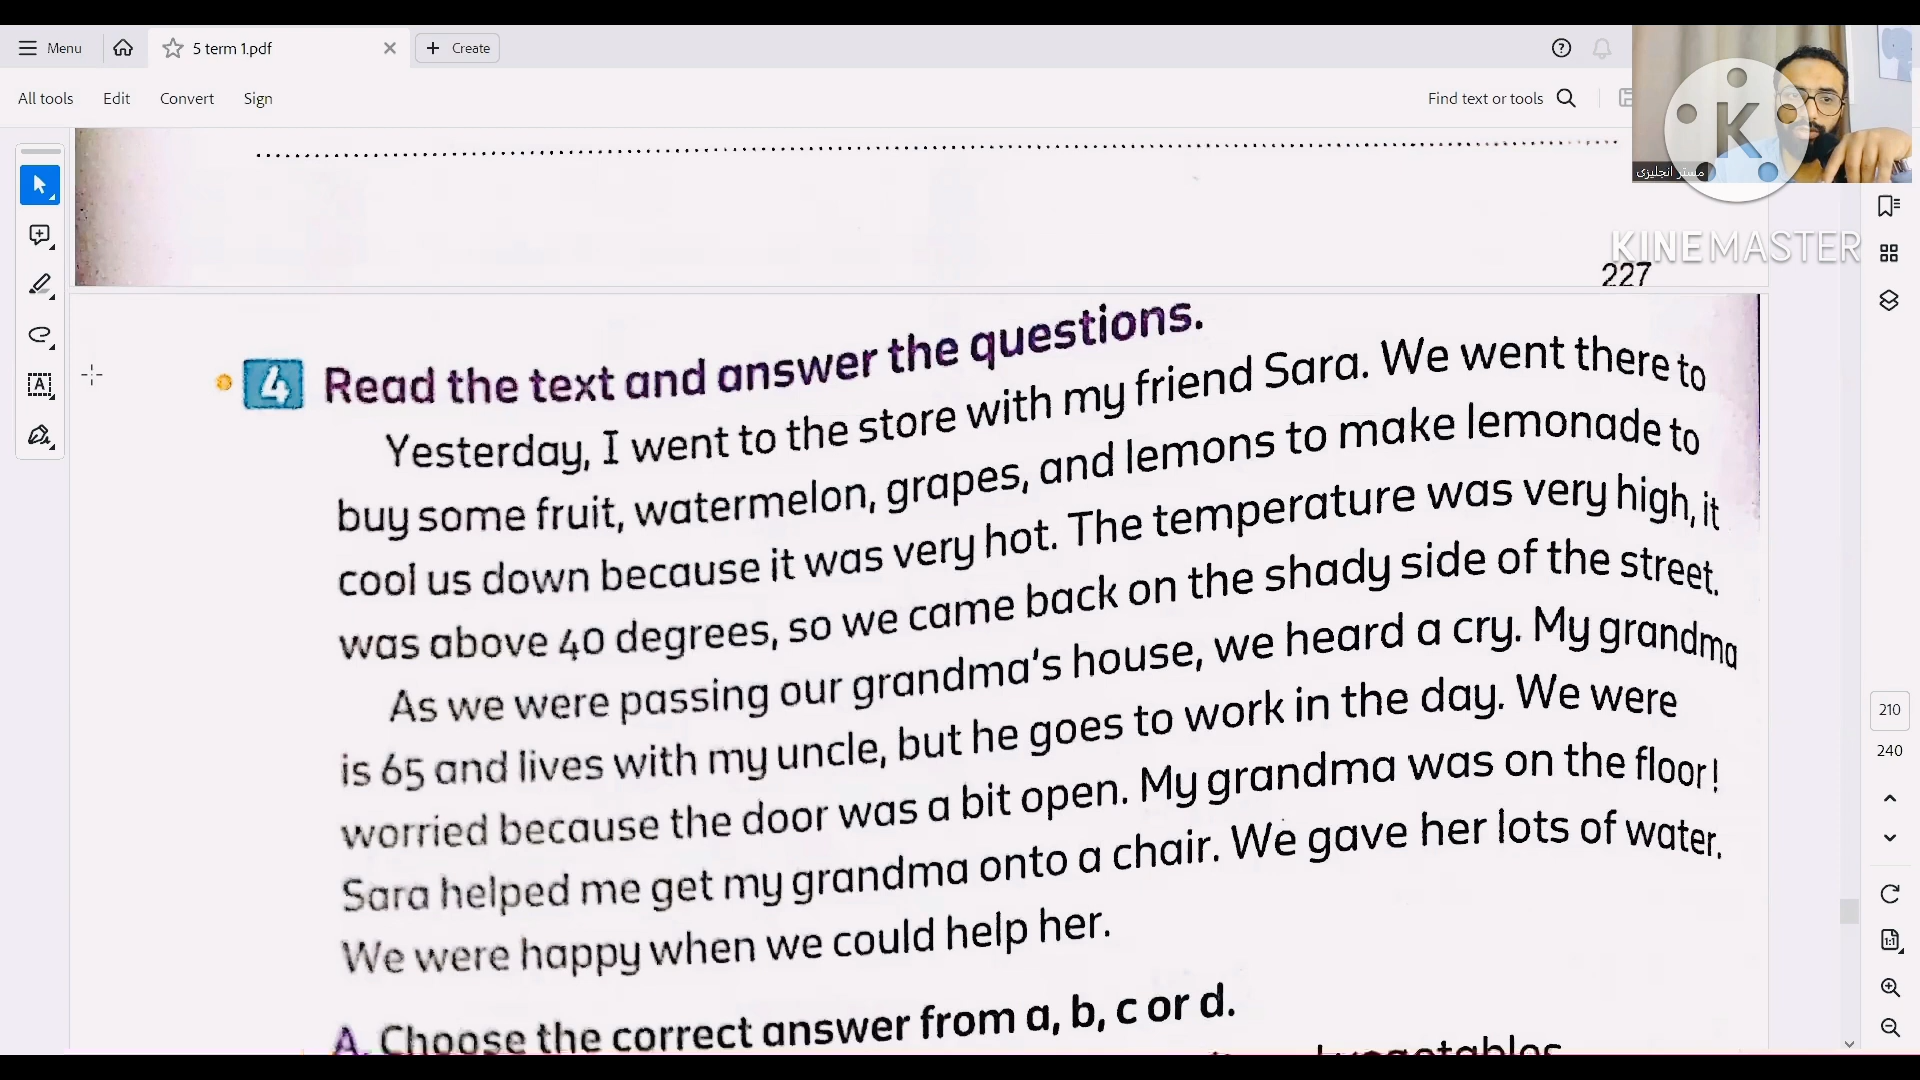 Menu
5 term 1.pdf
Create
All tools
Edit
Convert
Sign
Find text or tools
مستر انجليزى
K
KINEMASTER
227
4 Read the text and answer the questions.
Yesterday, I went to the store with my friend Sara. We went there to
buy some fruit, watermelon, grapes, and lemons to make lemonade to
cool us down because it was very hot. The temperature was very high, it
was above 40 degrees, so we came back on the shady side of the street.
As we were passing our grandma's house, we heard a cry. My grandma
is 65 and lives with my uncle, but he goes to work in the day. We were
worried because the door was a bit open. My grandma was on the floor!
Sara helped me get my grandma onto a chair. We gave her lots of water.
We were happy when we could help her.
A. Choose the correct answer from a, b, c or d.
210
240